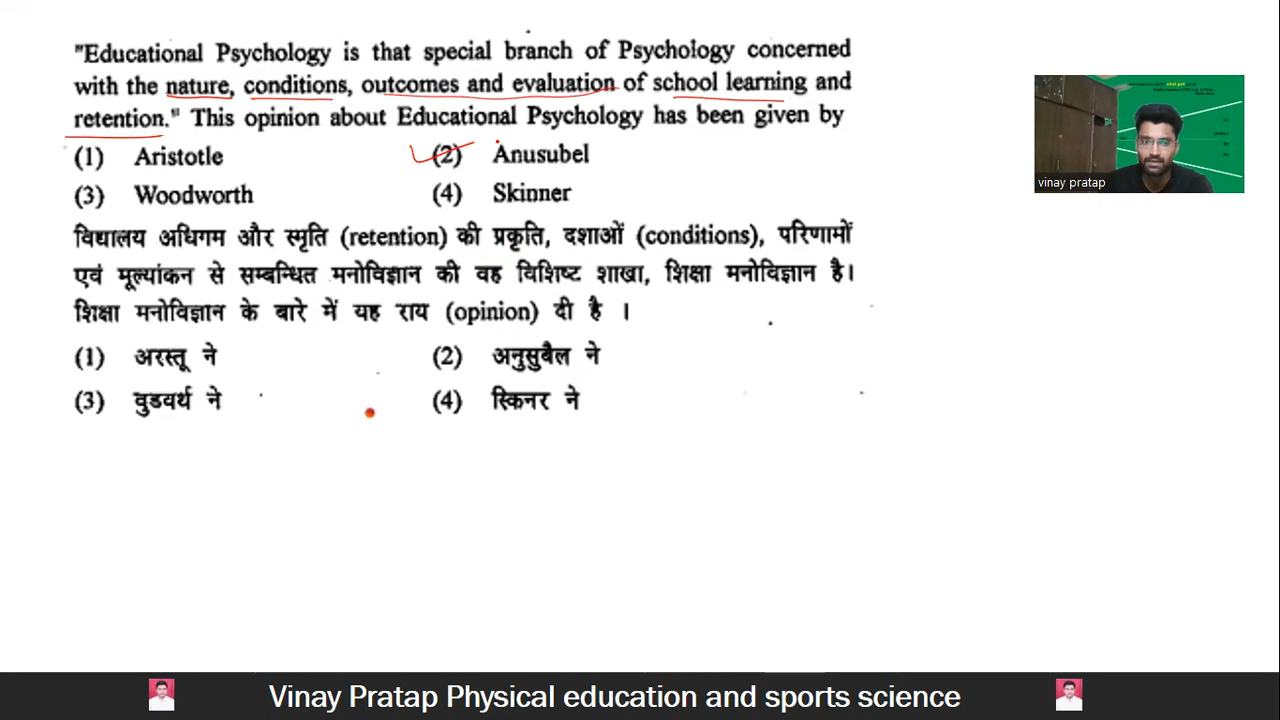 "Educational Psychology is that special branch of Psychology concerned
with the nature, conditions, outcomes and evaluation of school learning and
retention." This opinion about Educational Psychology has been given by
(1) Aristotle (2) Anusubel
(3) Woodworth (4) Skinner
विद्यालय अधिगम और स्मृति (retention) की प्रकृति, दशाओं (conditions), परिणामों
एवं मूल्यांकन से सम्बन्धित मनोविज्ञान की वह विशिष्ट शाखा, शिक्षा मनोविज्ञान है।
शिक्षा मनोविज्ञान के बारे में यह राय (opinion) दी है ।
(1) अरस्तू ने (2) अनुसुबैल ने
(3) वुडवर्थ ने (4) स्किनर ने
vinay pratap
Vinay Pratap Physical education and sports science